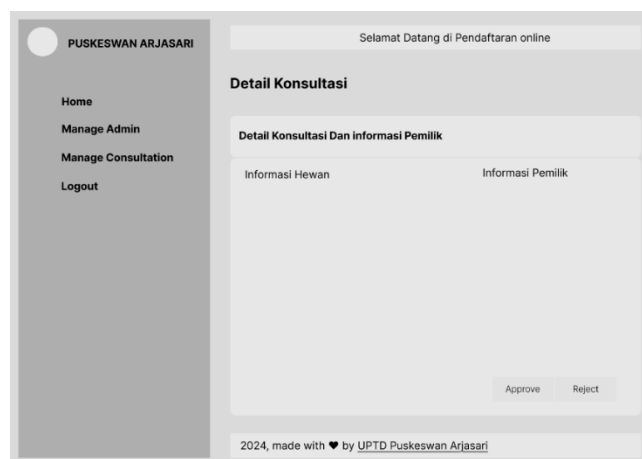 PUSKESWAN ARJASARI
Home
Manage Admin
Manage Consultation
Logout
Selamat Datang di Pendaftaran online
Detail Konsultasi
Detail Konsultasi Dan informasi Pemilik
Informasi Hewan
Informasi Pemilik
Approve
Reject
2024, made with ♥ by UPTD Puskeswan Arjasari